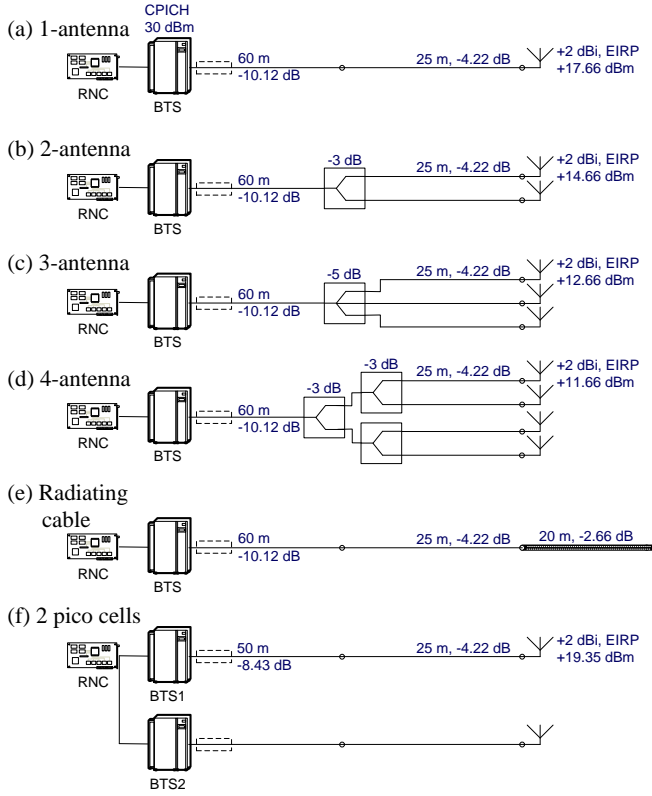 (a) 1-antenna
CPICH
30 dBm
60 m
-10.12 dB
25 m, -4.22 dB
+2 dBi, EIRP
+17.66 dBm
RNC
BTS
(b) 2-antenna
60 m
-10.12 dB
-3 dB
25 m, -4.22 dB
+2 dBi, EIRP
+14.66 dBm
RNC
BTS
(c) 3-antenna
60 m
-10.12 dB
-5 dB
25 m, -4.22 dB
+2 dBi, EIRP
+12.66 dBm
RNC
BTS
(d) 4-antenna
60 m
-10.12 dB
-3 dB
-3 dB
25 m, -4.22 dB
+2 dBi, EIRP
+11.66 dBm
RNC
BTS
(e) Radiating
cable
60 m
-10.12 dB
25 m, -4.22 dB
20 m, -2.66 dB
RNC
BTS
(f) 2 pico cells
50 m
-8.43 dB
25 m, -4.22 dB
+2 dBi, EIRP
+19.35 dBm
RNC
BTS1
BTS2